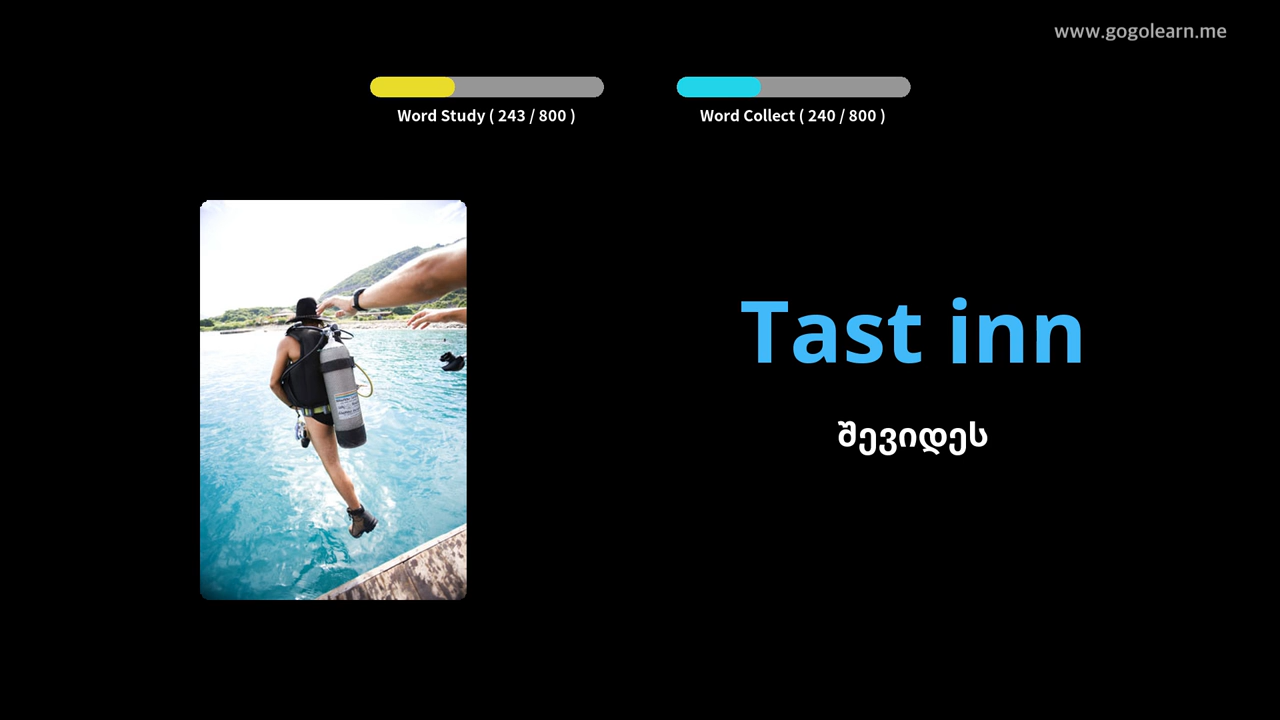 www.gogolearn.me
Word Study ( 243 / 800 )
Word Collect ( 240 / 800 )
Tast inn
შევიდეს